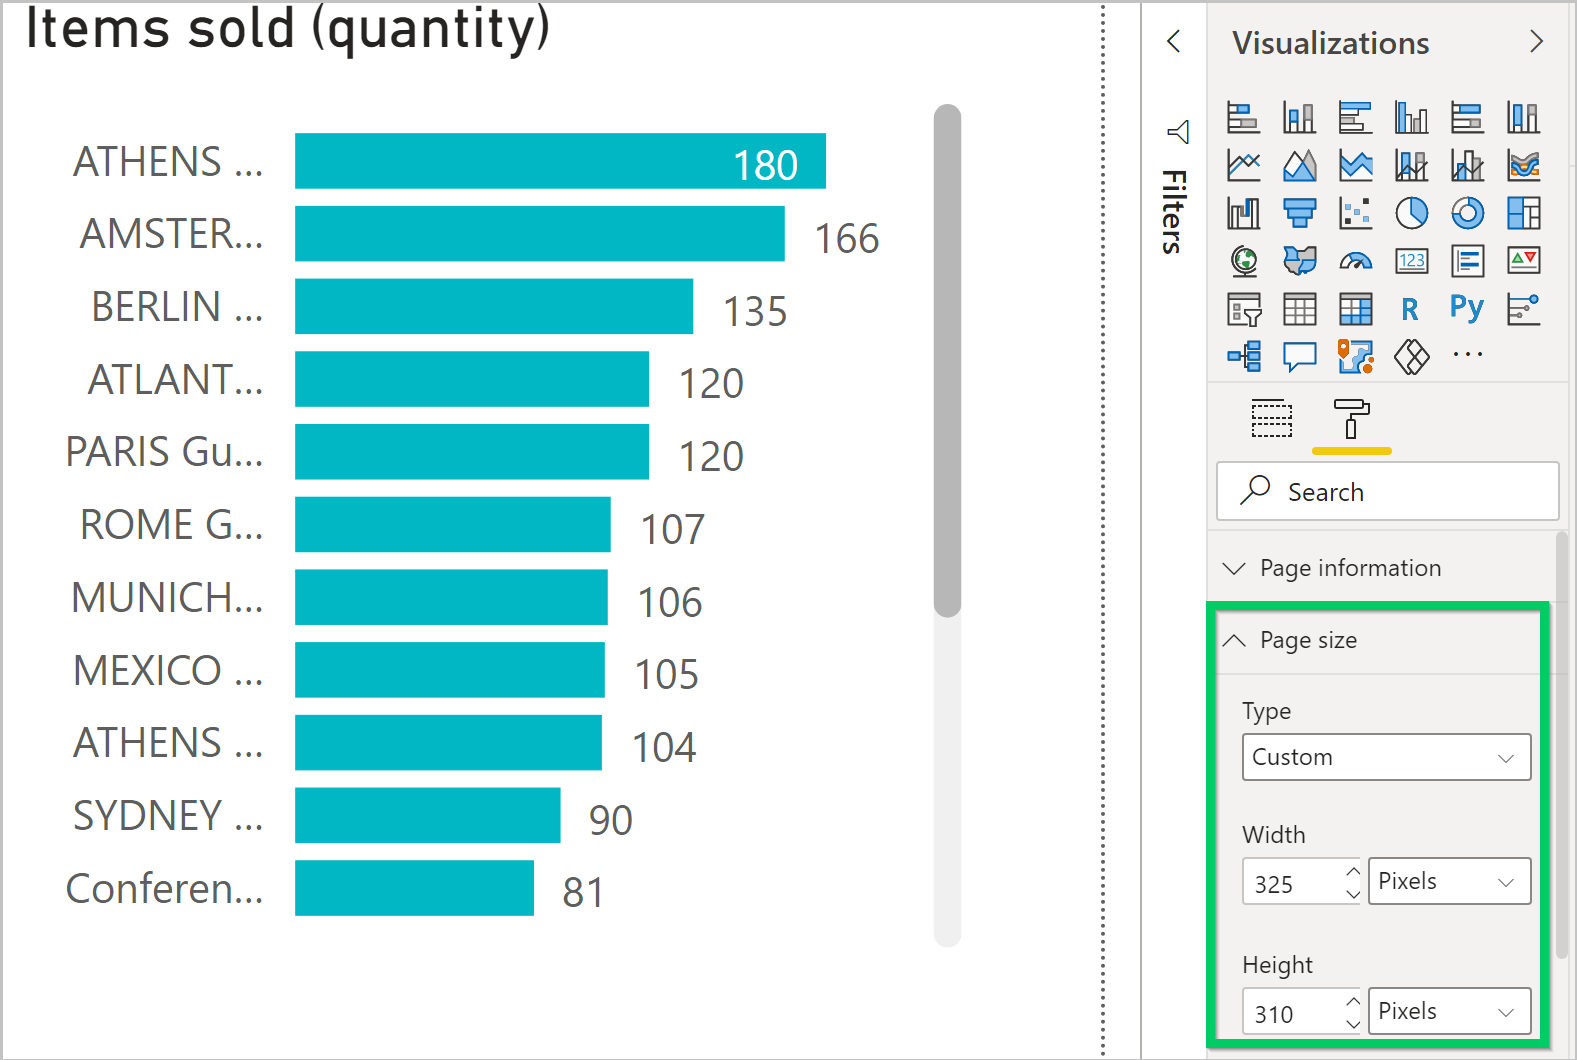 Items sold (quantity)
ATHENS ...
180
AMSTER...
166
BERLIN ...
135
ATLANT...
120
PARIS Gu...
120
ROME G...
107
MUNICH...
106
MEXICO ...
105
ATHENS ...
104
SYDNEY ...
90
Conferen...
81
Filters
Visualizations
123
R
Py
...
Search
Page information
Page size
Type
Custom
Width
325
Pixels
Height
310
Pixels